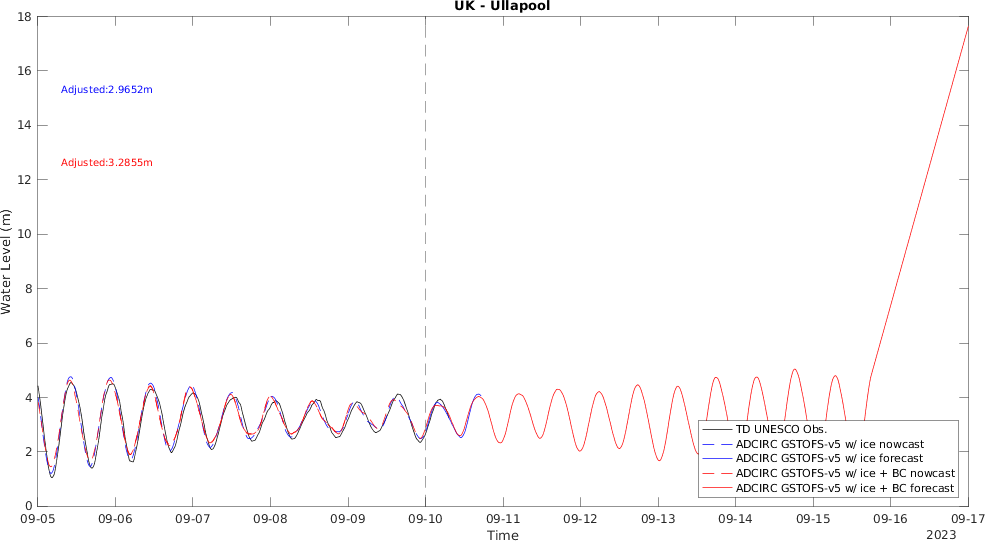 UK - Ullapool
18
16
14
12
10
8
6
4
2
0
Water Level (m)
Adjusted:2.9652m
Adjusted:3.2855m
TD UNESCO Obs.
ADCIRC GSTOFS-v5 w/ ice nowcast
ADCIRC GSTOFS-v5 w/ ice forecast
ADCIRC GSTOFS-v5 w/ ice + BC nowcast
ADCIRC GSTOFS-v5 w/ ice + BC forecast
09-05 09-06 09-07 09-08 09-09 09-10 09-11 09-12 09-13 09-14 09-15 09-16 09-17
Time
2023